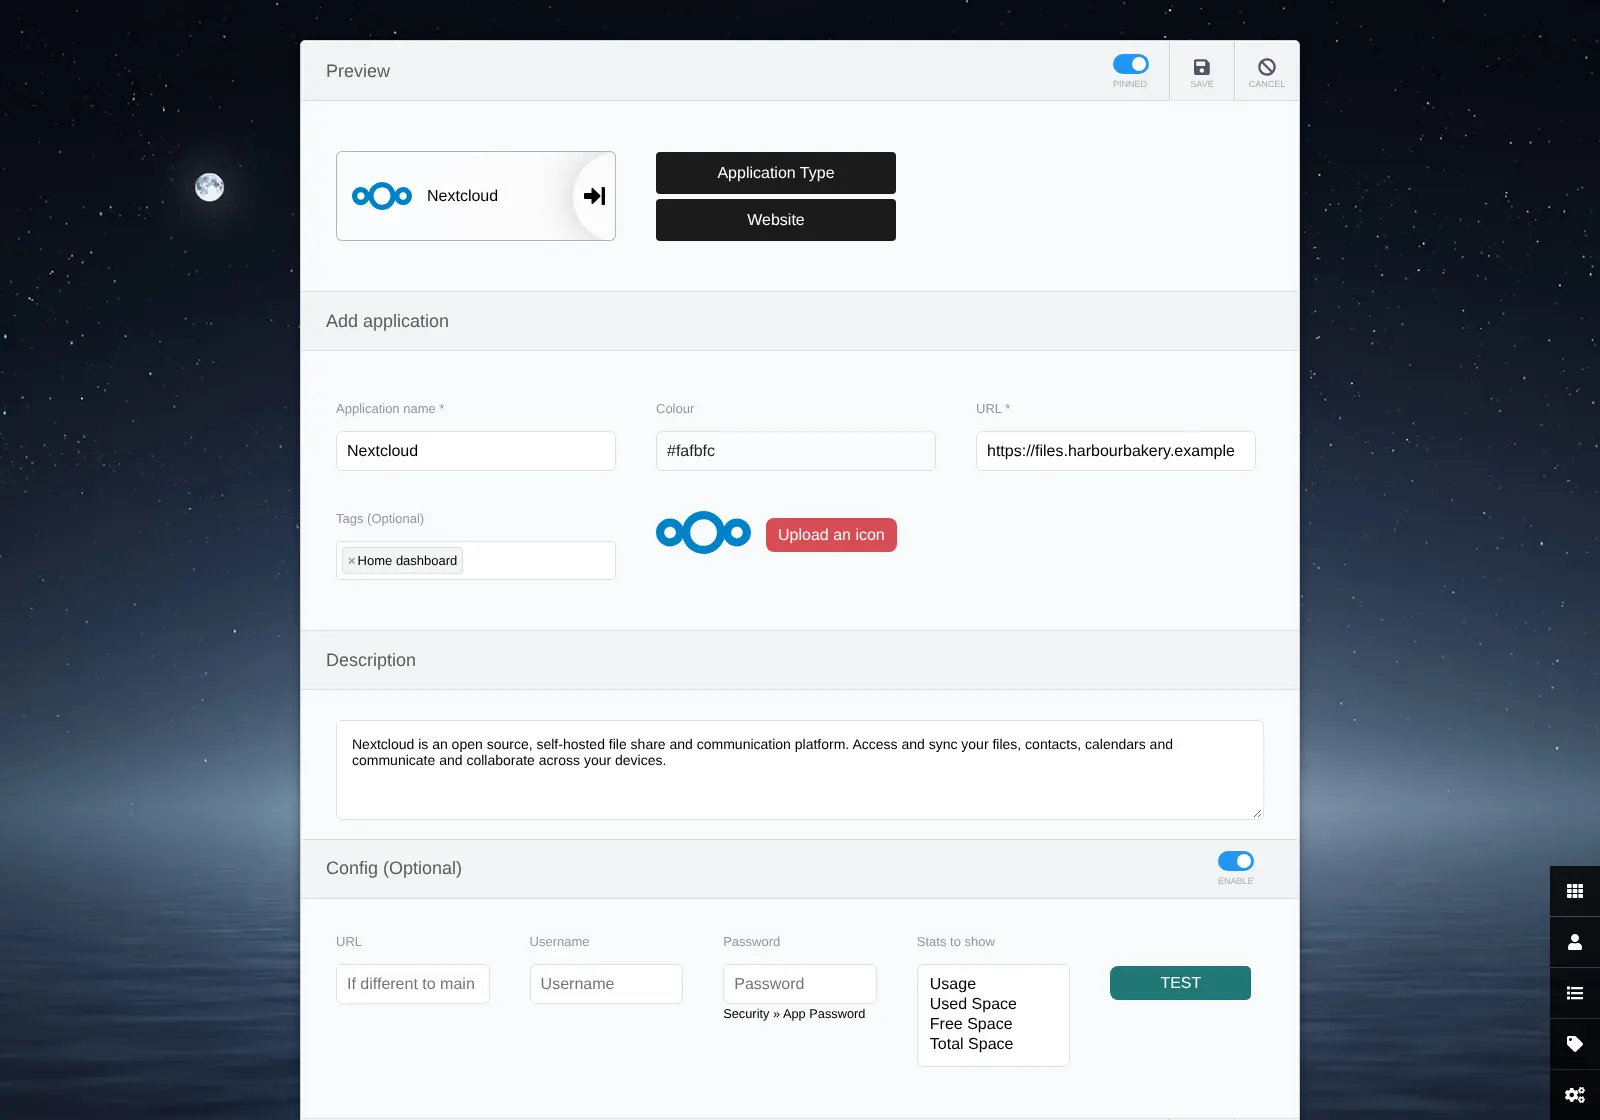 Preview
PINNED
SAVE
CANCEL
Nextcloud
Application Type
Website
Add application
Application name *
Colour
URL *
Nextcloud
#fafbfc
https://files.harbourbakery.example
Tags (Optional)
×Home dashboard
Upload an icon
Description
Nextcloud is an open source, self-hosted file share and communication platform. Access and sync your files, contacts, calendars and
communicate and collaborate across your devices.
Config (Optional)
ENABLE
URL
Username
Password
Stats to show
If different to main
Username
Password
Security » App Password
Usage
Used Space
Free Space
Total Space
TEST